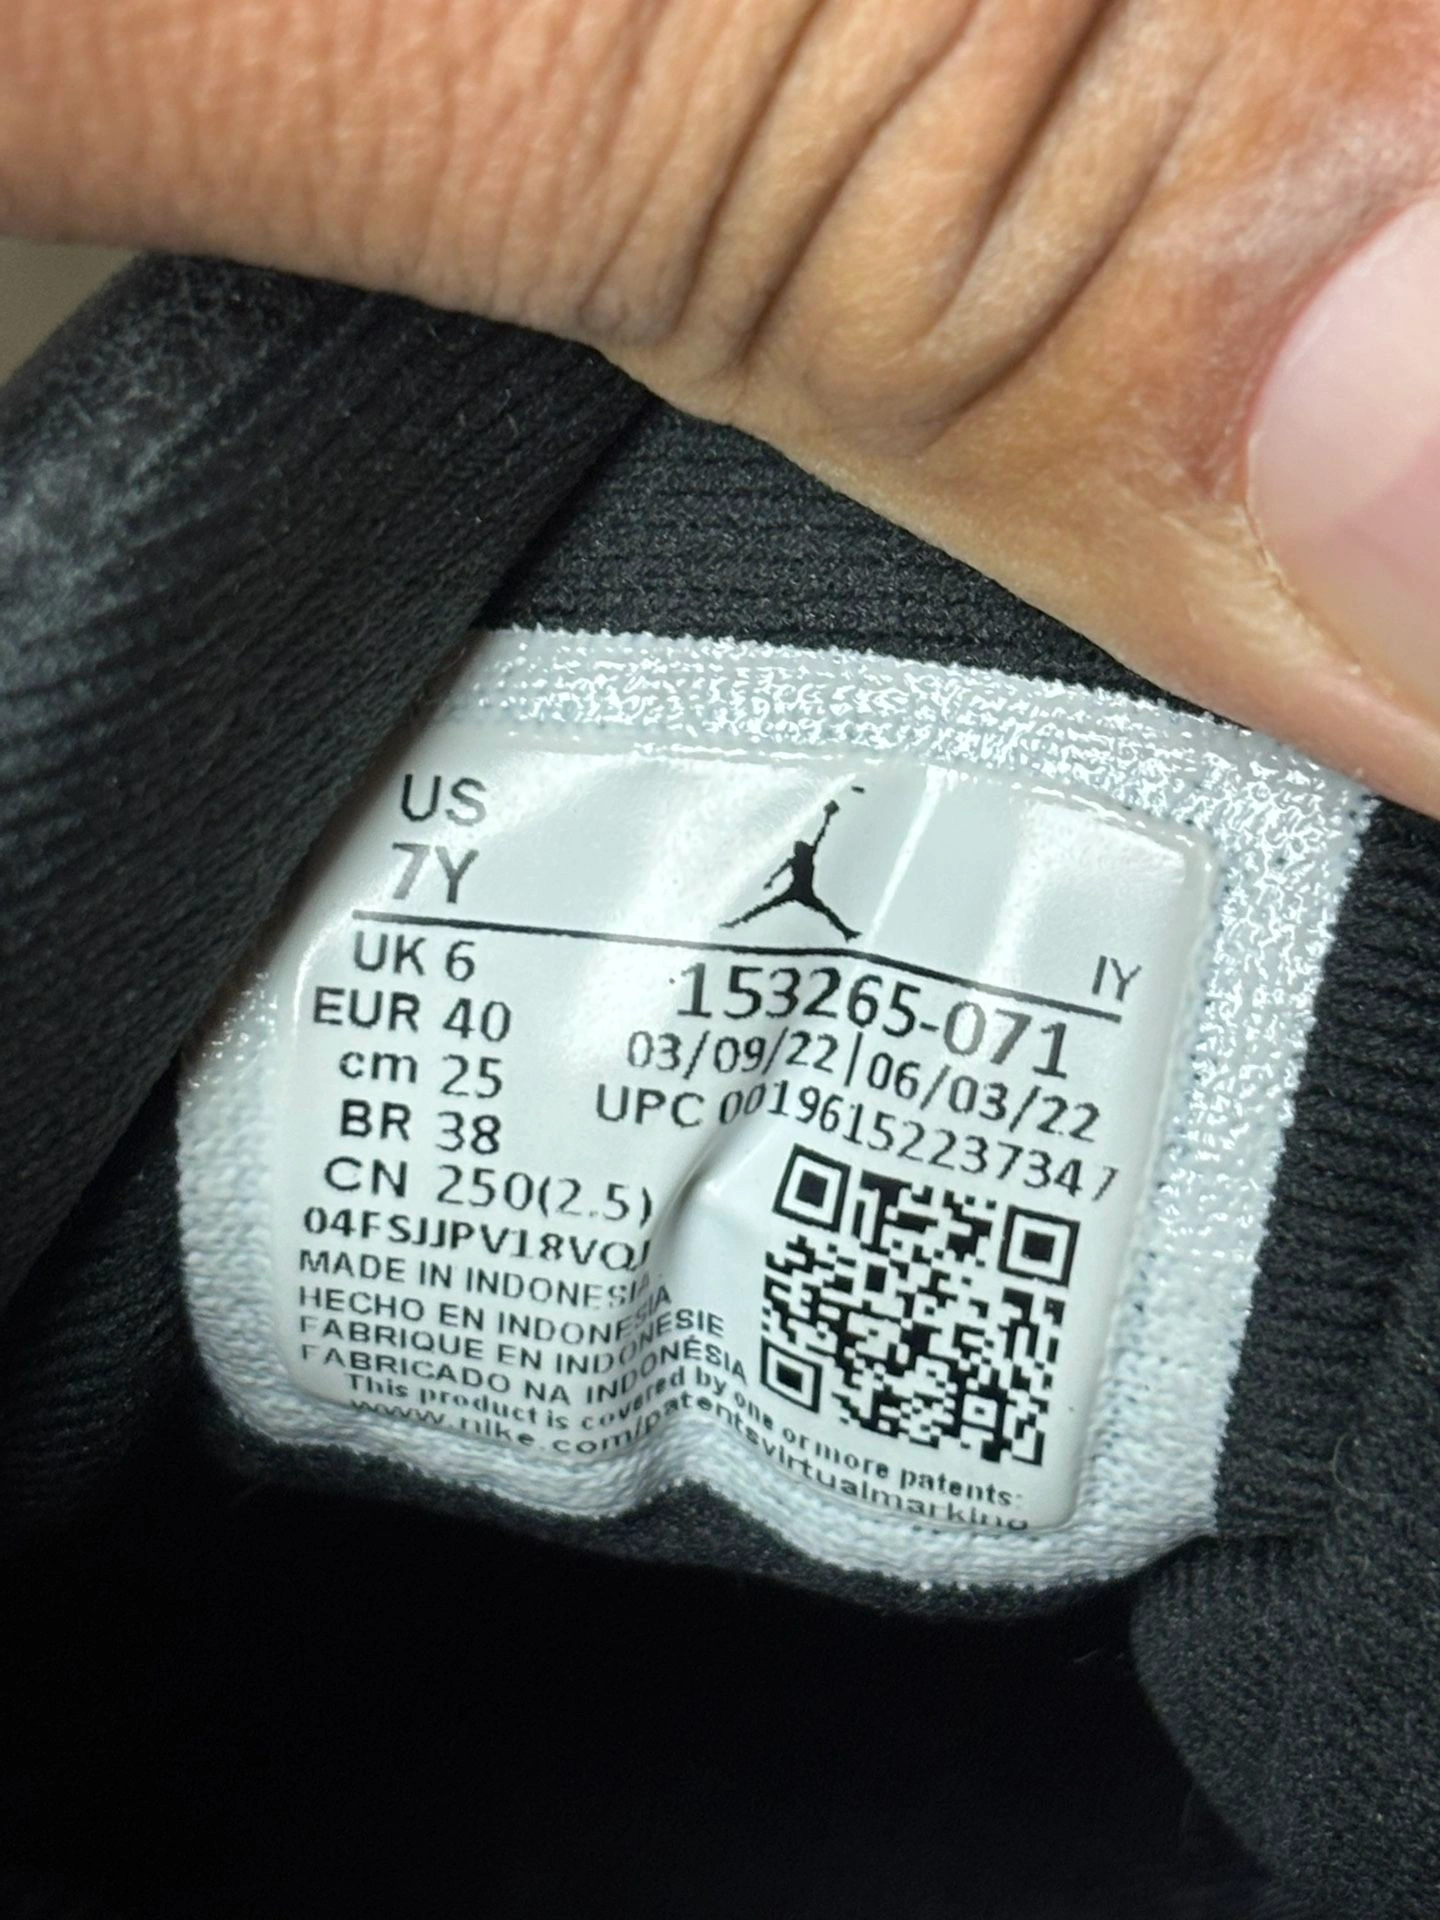 US
7Y
IY
UK 6
EUR 40
cm 25
BR 38
CN 250(2.5)
153265-071
03/09/22|06/03/22
UPC 00196152237347
04FSJJPV18VQJ
MADE IN INDONESIA
HECHO EN INDONESIA
FABRIQUE EN INDONESIE
FABRICADO NA INDONÉSIA
This product is covered by one or more patents:
www.nike.com/patentsvirtualmarking